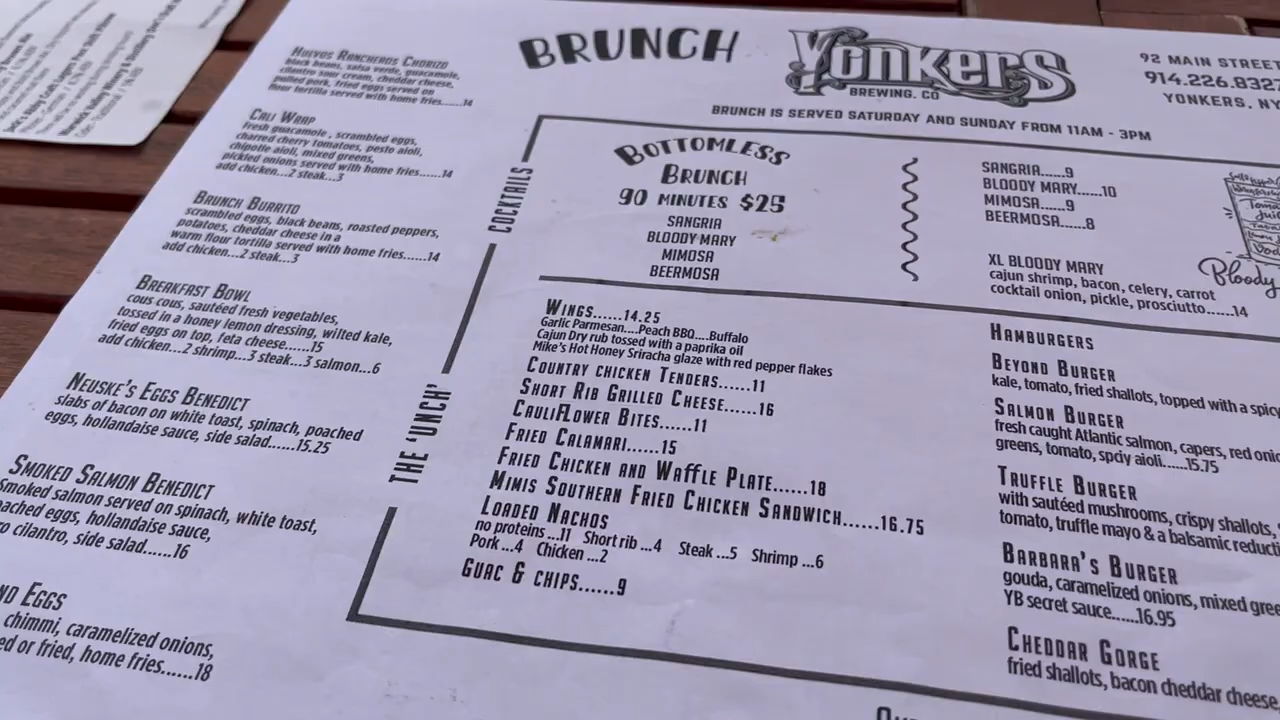 BRUNCH
YONKERS
BREWING. CO
92 MAIN STREET
914.226.8327
YONKERS, NY
BRUNCH IS SERVED SATURDAY AND SUNDAY FROM 11AM - 3PM
HUEVOS RANCHEROS CHORIZO
black beans, salsa verde, guacamole,
cilantro sour cream, cheddar cheese,
pulled pork, fried eggs served on
flour tortilla served with home fries......14
CALI WRAP
Fresh guacamole , scrambled eggs,
charred cherry tomatoes, pesto aioli,
chipotle aioli, mixed greens,
pickled onions served with home fries......14
add chicken...2 steak...3
BRUNCH BURRITO
scrambled eggs, black beans, roasted peppers,
potatoes, cheddar cheese in a
warm flour tortilla served with home fries......14
add chicken...2 steak...3
BREAKFAST BOWL
cous cous, sautéed fresh vegetables,
tossed in a honey lemon dressing, wilted kale,
fried eggs on top, feta cheese......15
add chicken...2 shrimp...3 steak...3 salmon...6
NEUSKE'S EGGS BENEDICT
slabs of bacon on white toast, spinach, poached
eggs, hollandaise sauce, side salad......15.25
SMOKED SALMON BENEDICT
Smoked salmon served on spinach, white toast,
poached eggs, hollandaise sauce,
cilantro, side salad......16
EGGS
chimmi, caramelized onions,
or fried, home fries......18
COCKTAILS
BOTTOMLESS
BRUNCH
90 MINUTES $25
SANGRIA
BLOODY MARY
MIMOSA
BEERMOSA
SANGRIA......9
BLOODY MARY......10
MIMOSA......9
BEERMOSA......8
XL BLOODY MARY
cajun shrimp, bacon, celery, carrot
cocktail onion, pickle, prosciutto......14
Bloody
THE 'UNCH'
WINGS......14.25
Garlic Parmesan....Peach BBQ....Buffalo
Cajun Dry rub tossed with a paprika oil
Mike's Hot Honey Sriracha glaze with red pepper flakes
COUNTRY CHICKEN TENDERS......11
SHORT RIB GRILLED CHEESE......16
CAULIFLOWER BITES......11
FRIED CALAMARI......15
FRIED CHICKEN AND WAFFLE PLATE......18
MIMIS SOUTHERN FRIED CHICKEN SANDWICH......16.75
LOADED NACHOS
no proteins ...11 Short rib ...4 Steak ...5 Shrimp ...6
Pork ...4 Chicken ...2
GUAC & CHIPS......9
HAMBURGERS
BEYOND BURGER
kale, tomato, fried shallots, topped with a spicy
SALMON BURGER
fresh caught Atlantic salmon, capers, red
greens, tomato, spciy aioli......15.75
TRUFFLE BURGER
with sautéed mushrooms, crispy shallots,
tomato, truffle mayo & a balsamic
BARBARA'S BURGER
gouda, caramelized onions, mixed
YB secret sauce......16.95
CHEDDAR GORGE
fried shallots, bacon cheddar cheese,